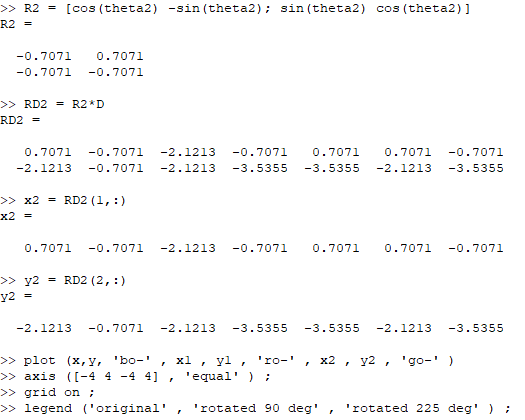 >> R2 = [cos(theta2) -sin(theta2); sin(theta2) cos(theta2)]
R2 =
-0.7071 0.7071
-0.7071 -0.7071
>> RD2 = R2*D
RD2 =
0.7071 -0.7071 -2.1213 -0.7071 0.7071 0.7071 -0.7071
-2.1213 -0.7071 -2.1213 -3.5355 -3.5355 -2.1213 -3.5355
>> x2 = RD2(1,:)
x2 =
0.7071 -0.7071 -2.1213 -0.7071 0.7071 0.7071 -0.7071
>> y2 = RD2(2,:)
y2 =
-2.1213 -0.7071 -2.1213 -3.5355 -3.5355 -2.1213 -3.5355
>> plot (x,y, 'bo-' , x1 , y1 , 'ro-' , x2 , y2 , 'go-' )
>> axis ([-4 4 -4 4] , 'equal' ) ;
>> grid on ;
>> legend ('original' , 'rotated 90 deg' , 'rotated 225 deg' ) ;